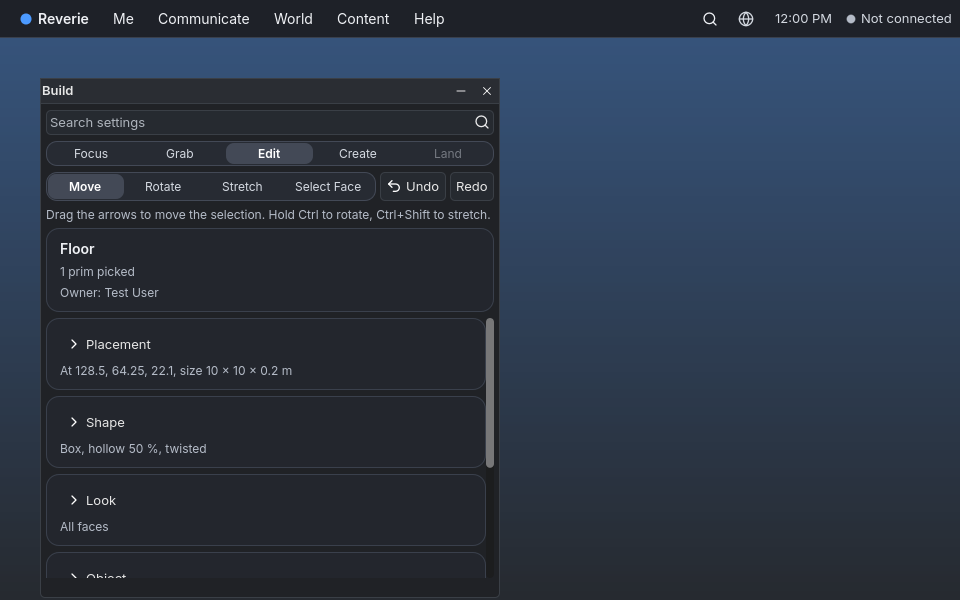 Reverie Me Communicate World Content Help 12:00 PM Not connected
Build
Search settings
Focus Grab Edit Create Land
Move Rotate Stretch Select Face Undo Redo
Drag the arrows to move the selection. Hold Ctrl to rotate, Ctrl+Shift to stretch.
Floor
1 prim picked
Owner: Test User
Placement
At 128.5, 64.25, 22.1, size 10 × 10 × 0.2 m
Shape
Box, hollow 50 %, twisted
Look
All faces
Object